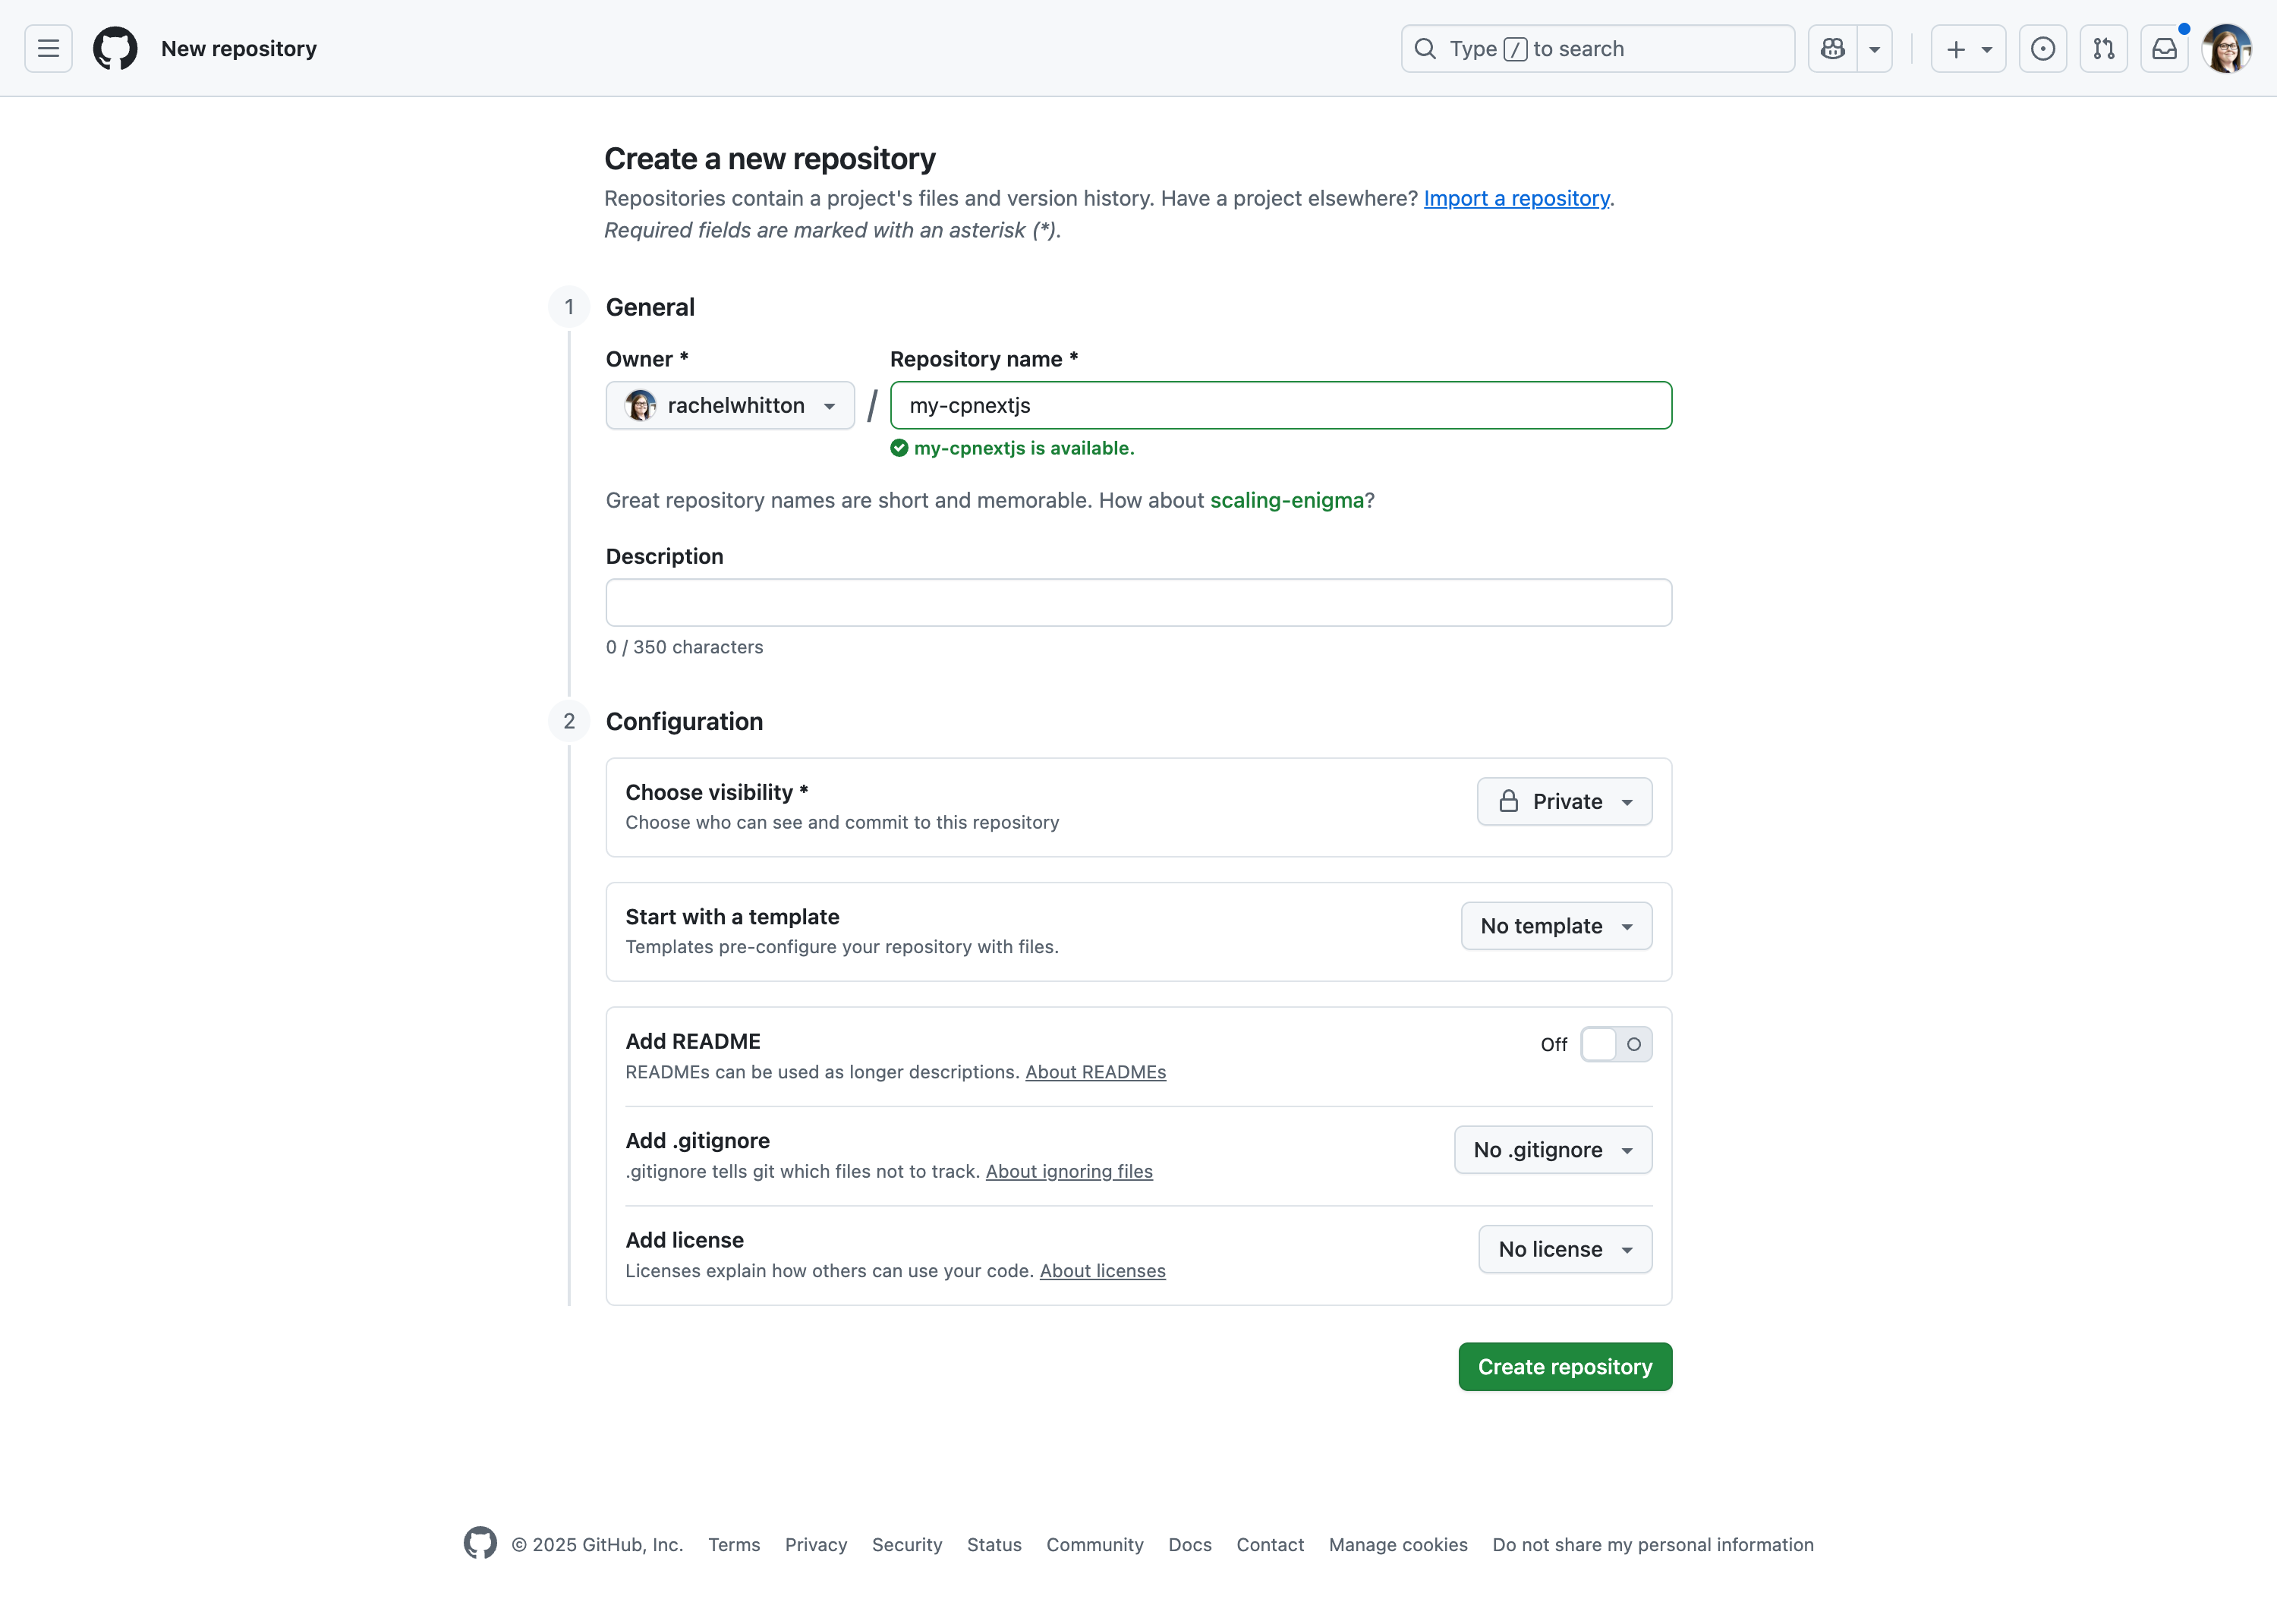 New repository
Type / to search
Create a new repository
Repositories contain a project's files and version history. Have a project elsewhere? Import a repository.
Required fields are marked with an asterisk (*).
1 General
Owner * Repository name *
rachelwhitton / my-cpnextjs
my-cpnextjs is available.
Great repository names are short and memorable. How about scaling-enigma?
Description
0 / 350 characters
2 Configuration
Choose visibility *
Choose who can see and commit to this repository
Private
Start with a template
Templates pre-configure your repository with files.
No template
Add README
READMEs can be used as longer descriptions. About READMEs
Off
Add .gitignore
.gitignore tells git which files not to track. About ignoring files
No .gitignore
Add license
Licenses explain how others can use your code. About licenses
No license
Create repository
© 2025 GitHub, Inc. Terms Privacy Security Status Community Docs Contact Manage cookies Do not share my personal information